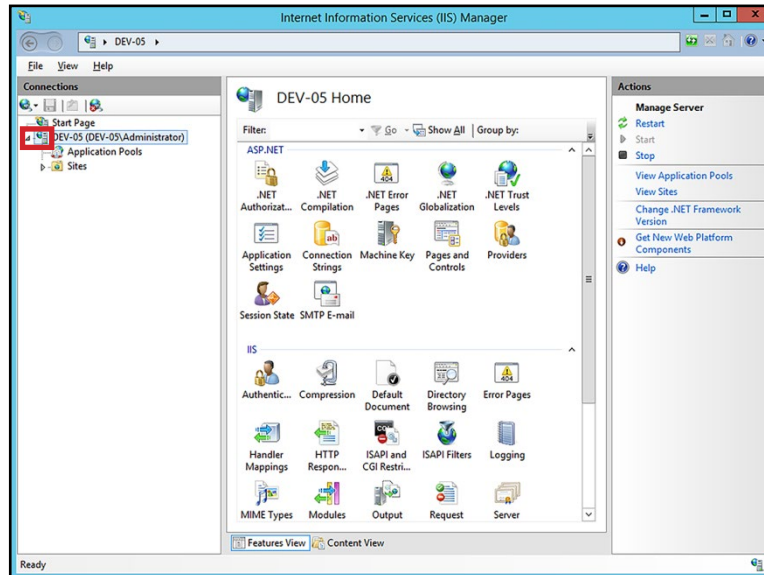 Internet Information Services (IIS) Manager
DEV-05
File View Help
Connections
Start Page
DEV-05 (DEV-05\Administrator)
Application Pools
Sites
DEV-05 Home
Filter: Go Show All Group by:
ASP.NET
.NET Authorizat...
.NET Compilation
.NET Error Pages
.NET Globalization
.NET Trust Levels
Application Settings
Connection Strings
Machine Key
Pages and Controls
Providers
Session State
SMTP E-mail
IIS
Authentic...
Compression
Default Document
Directory Browsing
Error Pages
Handler Mappings
HTTP Respon...
ISAPI and CGI Restri...
ISAPI Filters
Logging
MIME Types
Modules
Output
Request
Server
Features View Content View
Actions
Manage Server
Restart
Start
Stop
View Application Pools
View Sites
Change .NET Framework
Version
Get New Web Platform
Components
Help
Ready